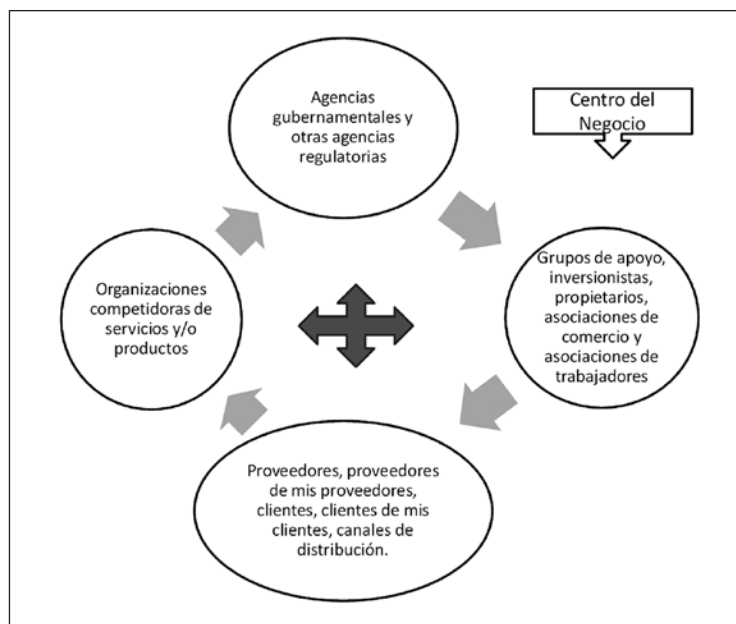 Agencias
gubernamentales y
otras agencias
regulatorias
Centro del
Negocio
Grupos de apoyo,
inversionistas,
propietarios,
asociaciones de
comercio y
asociaciones de
trabajadores
Organizaciones
competidoras de
servicios y/o
productos
Proveedores, proveedores
de mis proveedores,
clientes, clientes de mis
clientes, canales de
distribución.